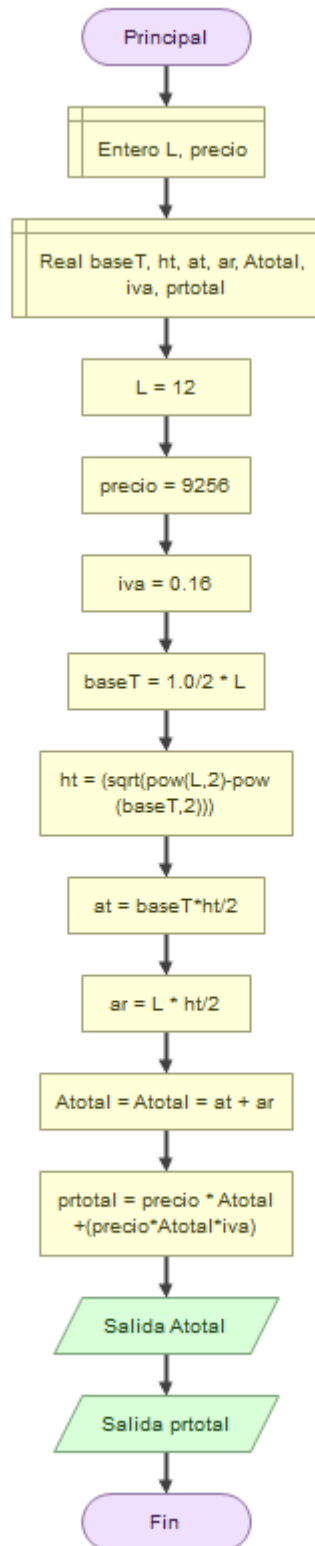 Principal
Entero L, precio
Real baseT, ht, at, ar, Atotal,
iva, prtotal
L = 12
precio = 9256
iva = 0.16
baseT = 1.0/2 * L
ht = (sqrt(pow(L,2)-pow
(baseT,2)))
at = baseT*ht/2
ar = L * ht/2
Atotal = Atotal = at + ar
prtotal = precio * Atotal
+(precio*Atotal*iva)
Salida Atotal
Salida prtotal
Fin